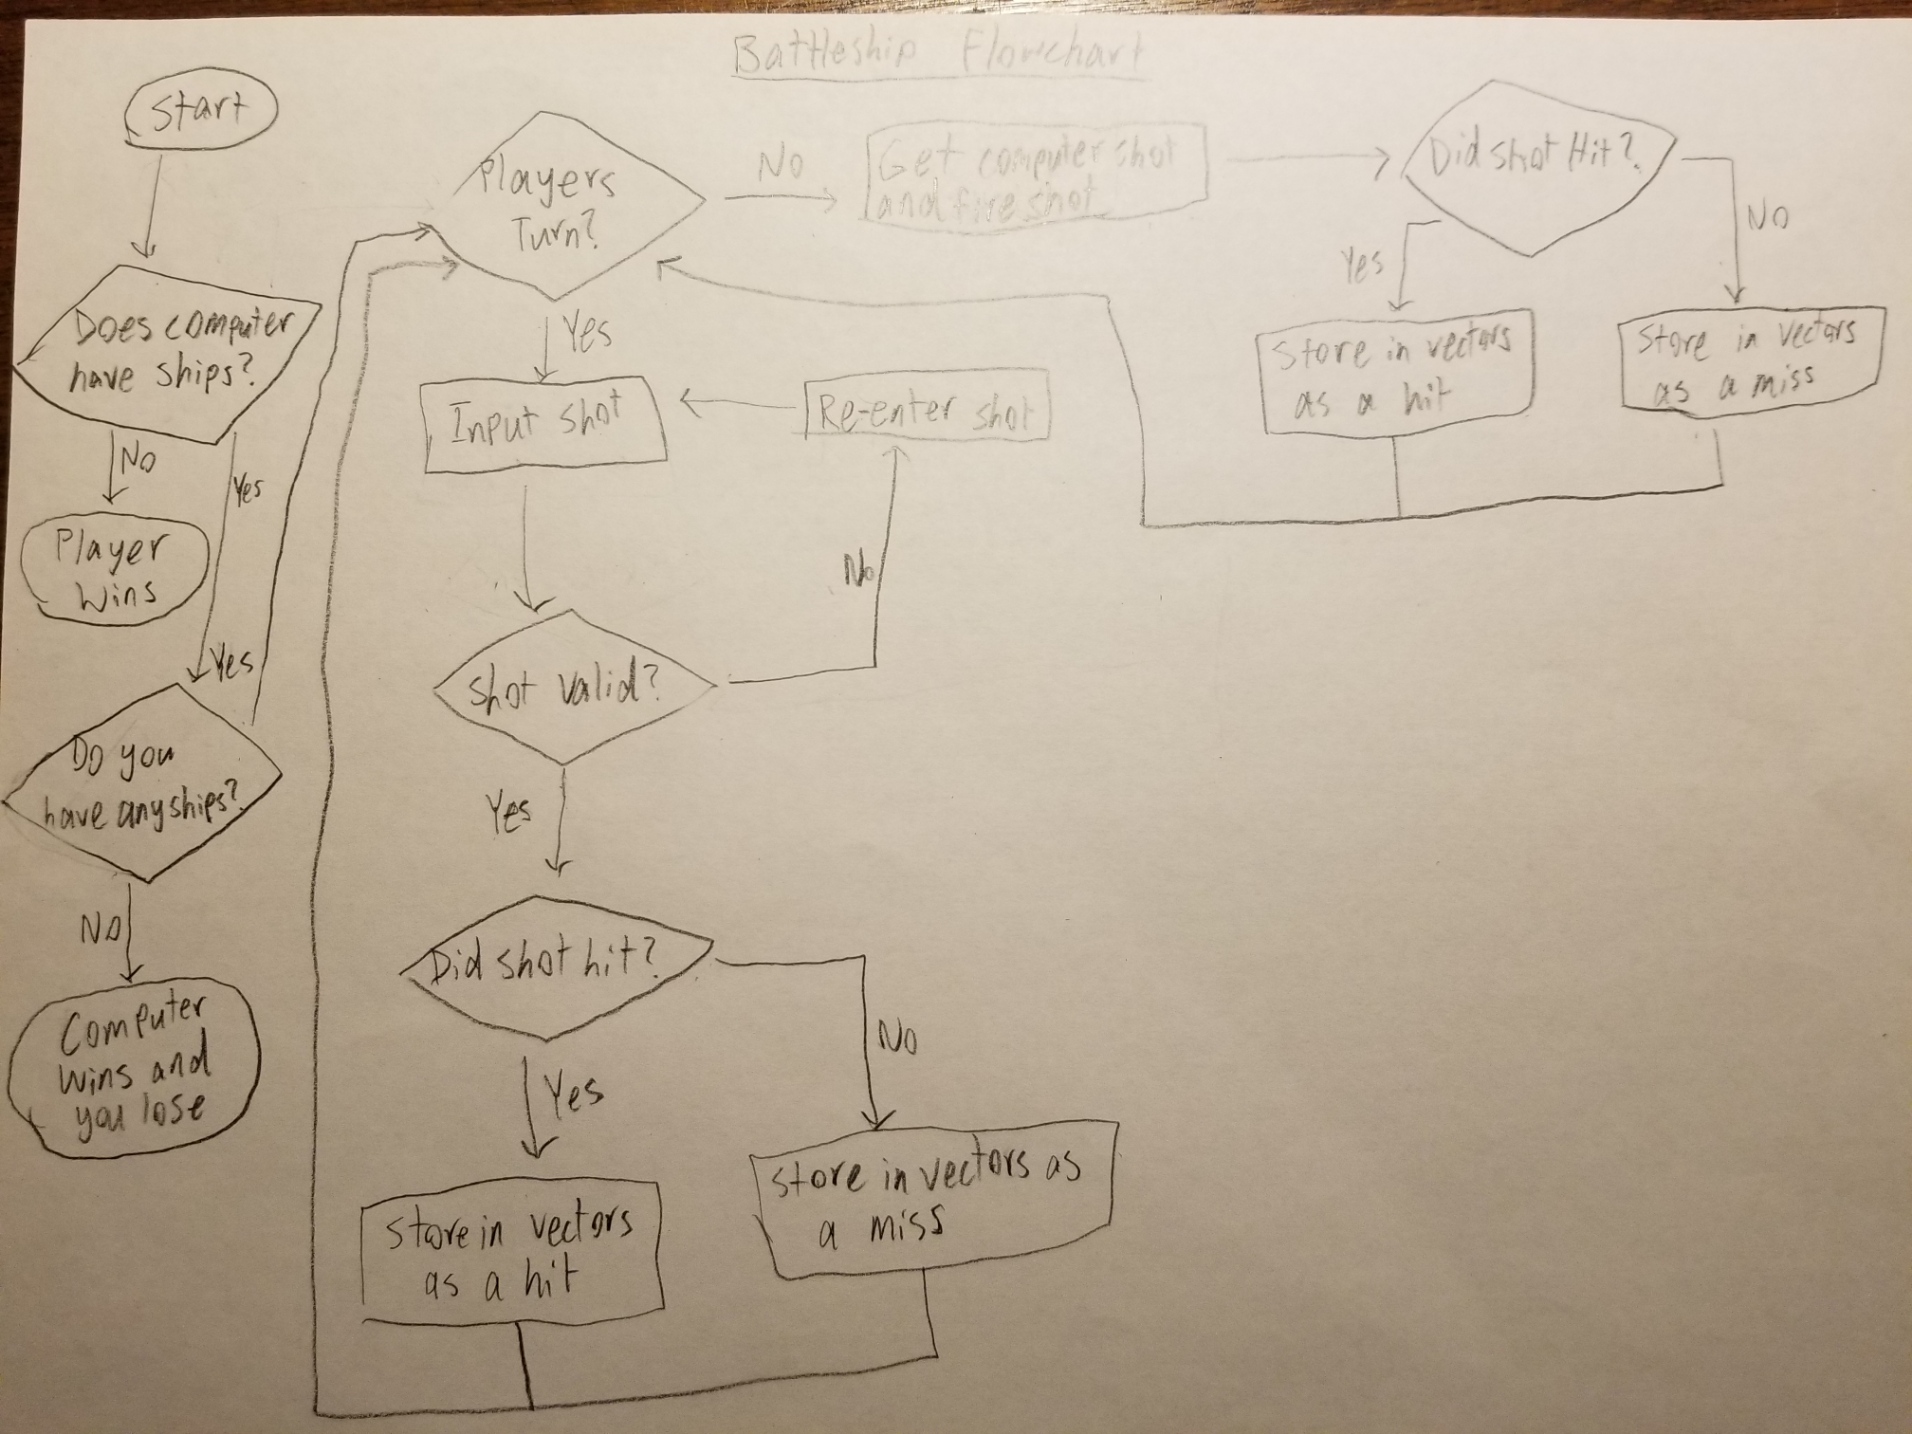 Battleship Flowchart
Start
Does computer
have ships?
No
Yes
Player
Wins
Yes
Do you
have any ships?
No
Computer
wins and
you lose
Players
Turn?
No
Get computer shot
and fire shot
Did shot Hit?
No
Yes
Store in vectors
as a hit
Store in vectors
as a miss
Yes
Input shot
Re-enter shot
No
Shot valid?
Yes
Did shot hit?
No
Yes
Store in vectors
as a hit
Store in vectors as
a miss